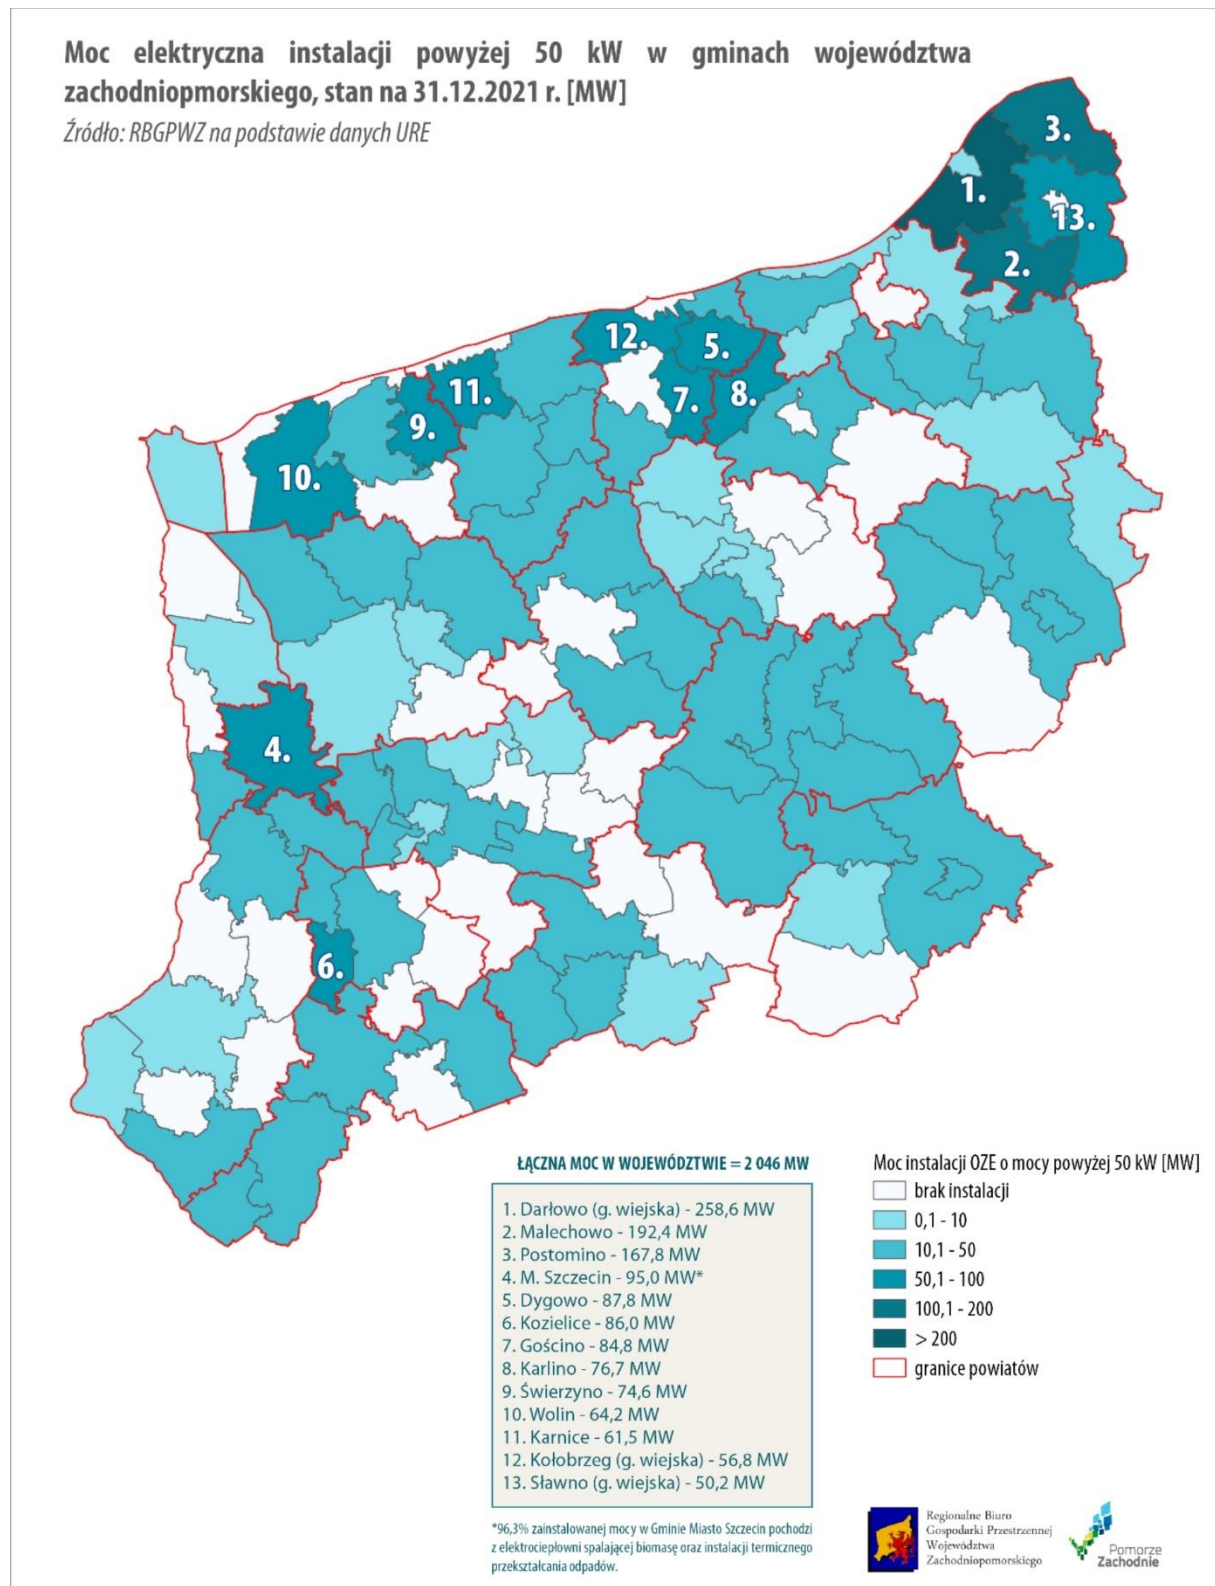 Moc elektryczna instalacji powyżej 50 kW w gminach województwa
zachodniopmorskiego, stan na 31.12.2021 r. [MW]
Źródło: RBGPWZ na podstawie danych URE
3.
1.
13.
2.
12.
5.
11.
7.
8.
9.
10.
4.
6.
ŁĄCZNA MOC W WOJEWÓDZTWIE = 2 046 MW
1. Darłowo (g. wiejska) - 258,6 MW
2. Malechowo - 192,4 MW
3. Postomino - 167,8 MW
4. M. Szczecin - 95,0 MW*
5. Dygowo - 87,8 MW
6. Kozielice - 86,0 MW
7. Gościno - 84,8 MW
8. Karlino - 76,7 MW
9. Świerzyno - 74,6 MW
10. Wolin - 64,2 MW
11. Karnice - 61,5 MW
12. Kołobrzeg (g. wiejska) - 56,8 MW
13. Sławno (g. wiejska) - 50,2 MW
*96,3% zainstalowanej mocy w Gminie Miasto Szczecin pochodzi
z elektrociepłowni spalającej biomasę oraz instalacji termicznego
przekształcania odpadów.
Moc instalacji OZE o mocy powyżej 50 kW [MW]
brak instalacji
0,1 - 10
10,1 - 50
50,1 - 100
100,1 - 200
> 200
granice powiatów
Regionalne Biuro
Gospodarki Przestrzennej
Województwa
Zachodniopomorskiego
Pomorze
Zachodnie